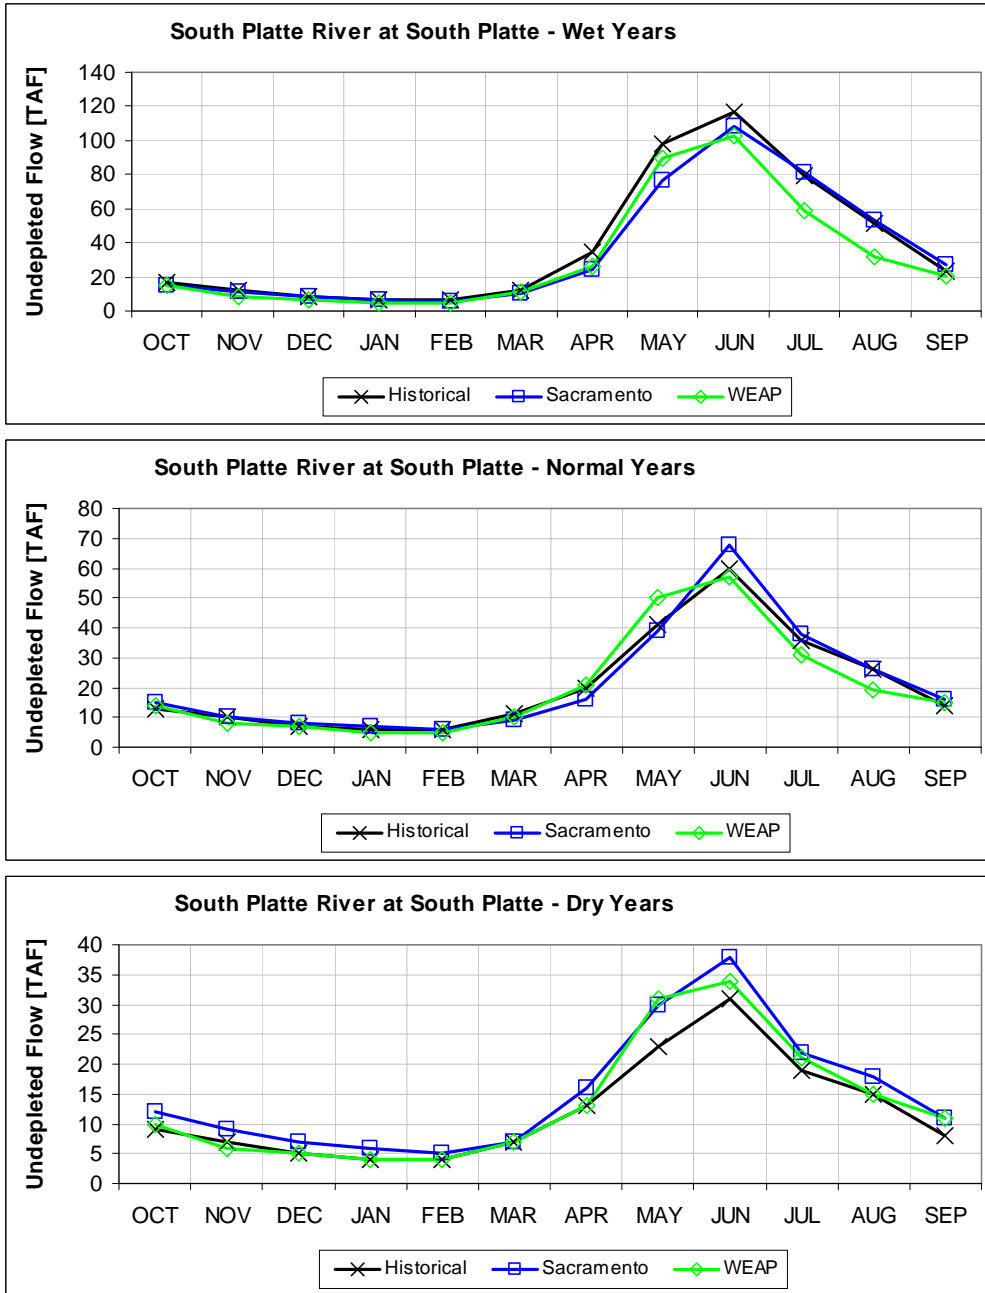 South Platte River at South Platte - Wet Years
Undepleted Flow [TAF]
140
120
100
80
60
40
20
0
OCT NOV DEC JAN FEB MAR APR MAY JUN JUL AUG SEP
Historical Sacramento WEAP
South Platte River at South Platte - Normal Years
Undepleted Flow [TAF]
80
70
60
50
40
30
20
10
0
OCT NOV DEC JAN FEB MAR APR MAY JUN JUL AUG SEP
Historical Sacramento WEAP
South Platte River at South Platte - Dry Years
Undepleted Flow [TAF]
40
35
30
25
20
15
10
5
0
OCT NOV DEC JAN FEB MAR APR MAY JUN JUL AUG SEP
Historical Sacramento WEAP